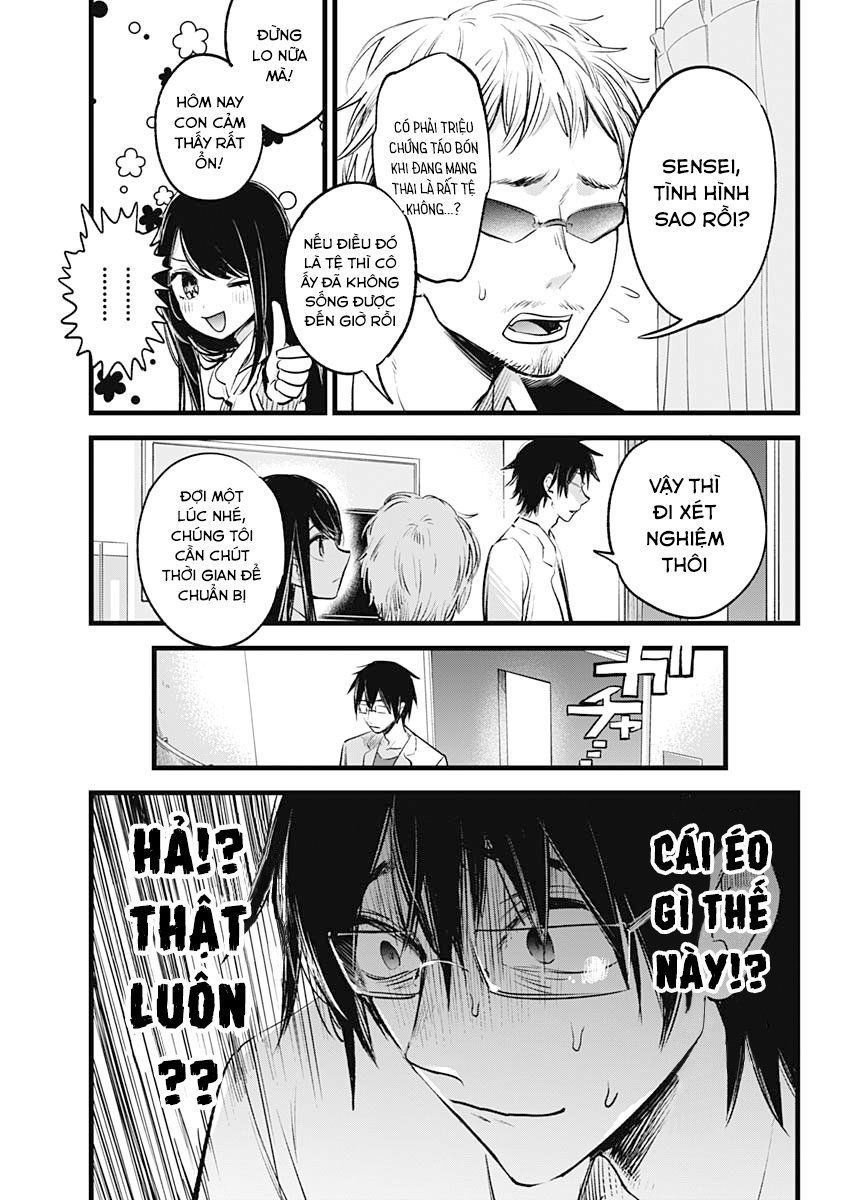 SENSEI,
TÌNH HÌNH
SAO RỒI?
CÓ PHẢI TRIỆU
CHỨNG TÁO BÓN
KHI ĐANG MANG
THAI LÀ RẤT TỆ
KHÔNG...?
NẾU ĐIỀU ĐÓ
LÀ TỆ THÌ CÔ
ẤY ĐÃ KHÔNG
SỐNG ĐƯỢC
ĐẾN GIỜ RỒI
ĐỪNG
LO NỮA
MÀ!
HÔM NAY
CON CẢM
THẤY RẤT
ỔN!
......
......
VẬY THÌ
ĐI XÉT
NGHIỆM
THÔI
ĐỢI MỘT
LÚC NHÉ,
CHÚNG TÔI
CẦN CHÚT
THỜI GIAN ĐỂ
CHUẨN BỊ
ガチャ
CÁI ÉO
GÌ THẾ
NÀY!?
HẢ!?
THẬT
LUÔN
??